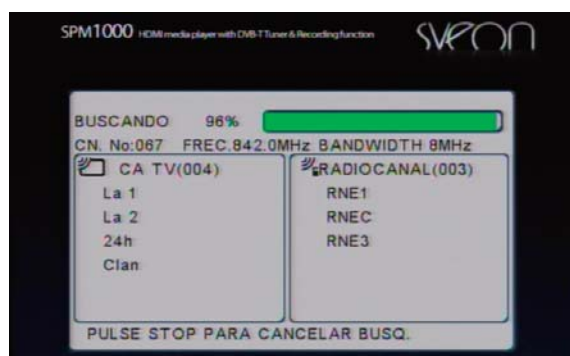 SPM1000 HDMI media player with DVB-T Tuner & Recording function
sveon
BUSCANDO 96%
CN. No:067 FREC.842.0MHz BANDWIDTH 8MHz
CA TV(004)
La 1
La 2
24h
Clan
RADIOCANAL(003)
RNE1
RNEC
RNE3
PULSE STOP PARA CANCELAR BUSQ.